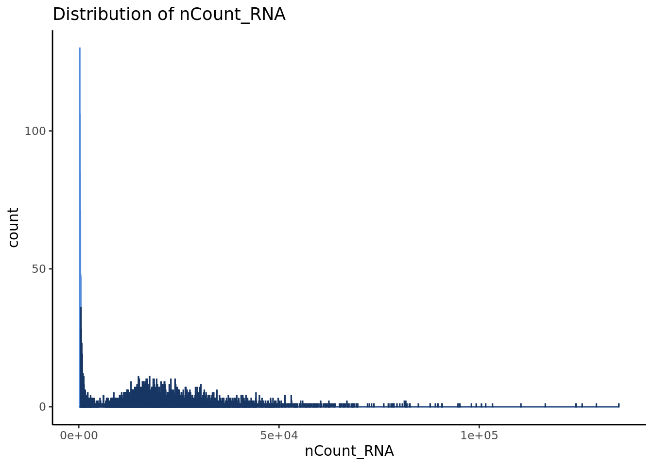 Distribution of nCount_RNA
count
100
50
0
0e+00 5e+04 1e+05
nCount_RNA